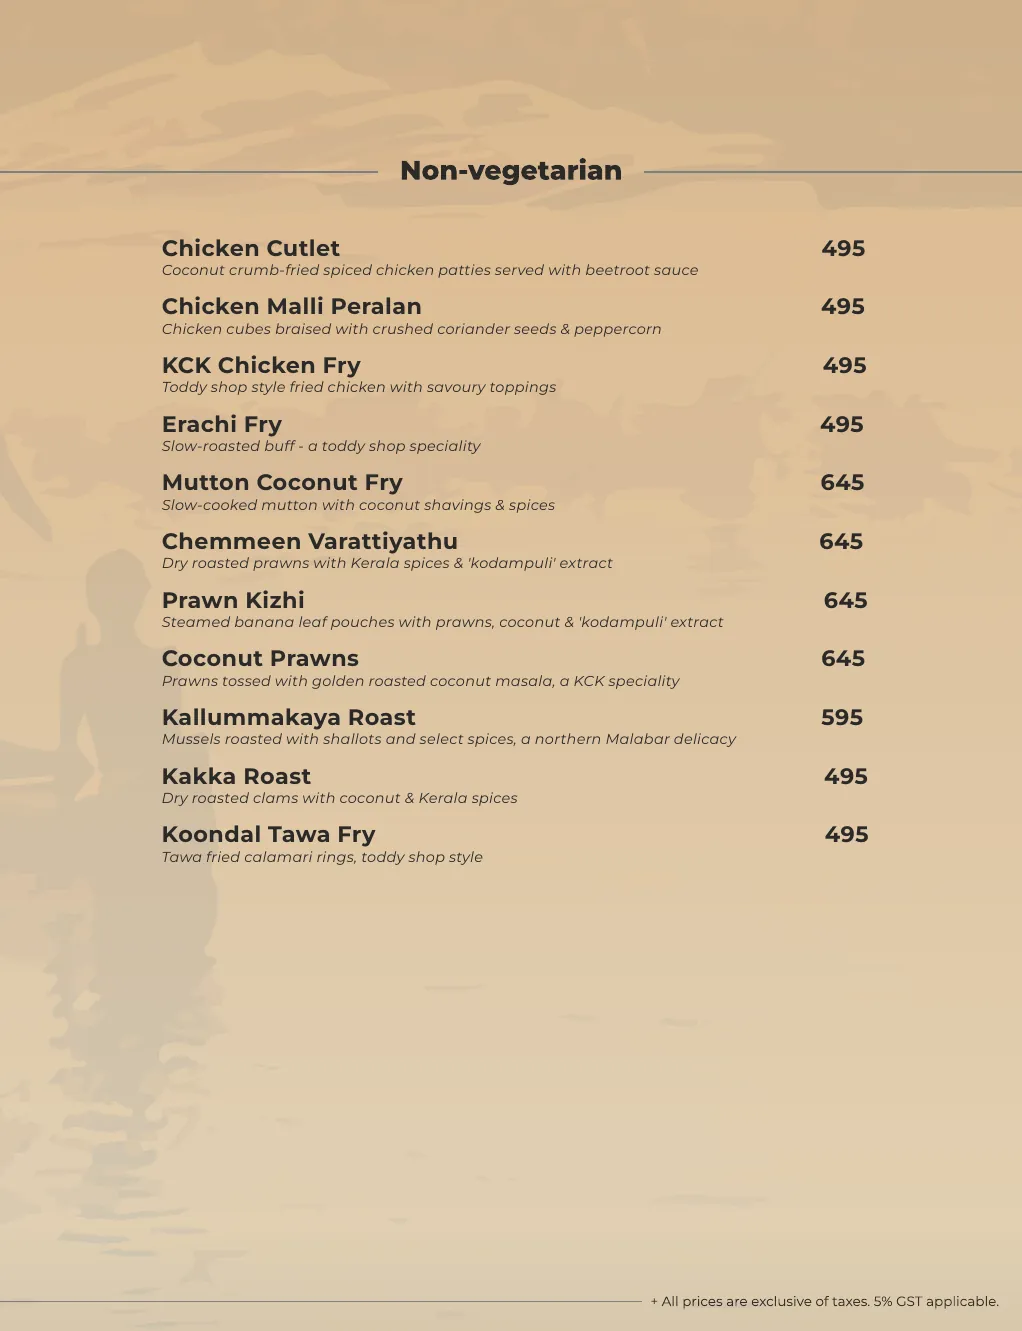 Non-vegetarian
Chicken Cutlet 495
Coconut crumb-fried spiced chicken patties served with beetroot sauce
Chicken Malli Peralan 495
Chicken cubes braised with crushed coriander seeds & peppercorn
KCK Chicken Fry 495
Toddy shop style fried chicken with savoury toppings
Erachi Fry 495
Slow-roasted buff - a toddy shop speciality
Mutton Coconut Fry 645
Slow-cooked mutton with coconut shavings & spices
Chemmeen Varattiyathu 645
Dry roasted prawns with Kerala spices & 'kodampuli' extract
Prawn Kizhi 645
Steamed banana leaf pouches with prawns, coconut & 'kodampuli' extract
Coconut Prawns 645
Prawns tossed with golden roasted coconut masala, a KCK speciality
Kallummakaya Roast 595
Mussels roasted with shallots and select spices, a northern Malabar delicacy
Kakka Roast 495
Dry roasted clams with coconut & Kerala spices
Koondal Tawa Fry 495
Tawa fried calamari rings, toddy shop style
+ All prices are exclusive of taxes. 5% GST applicable.